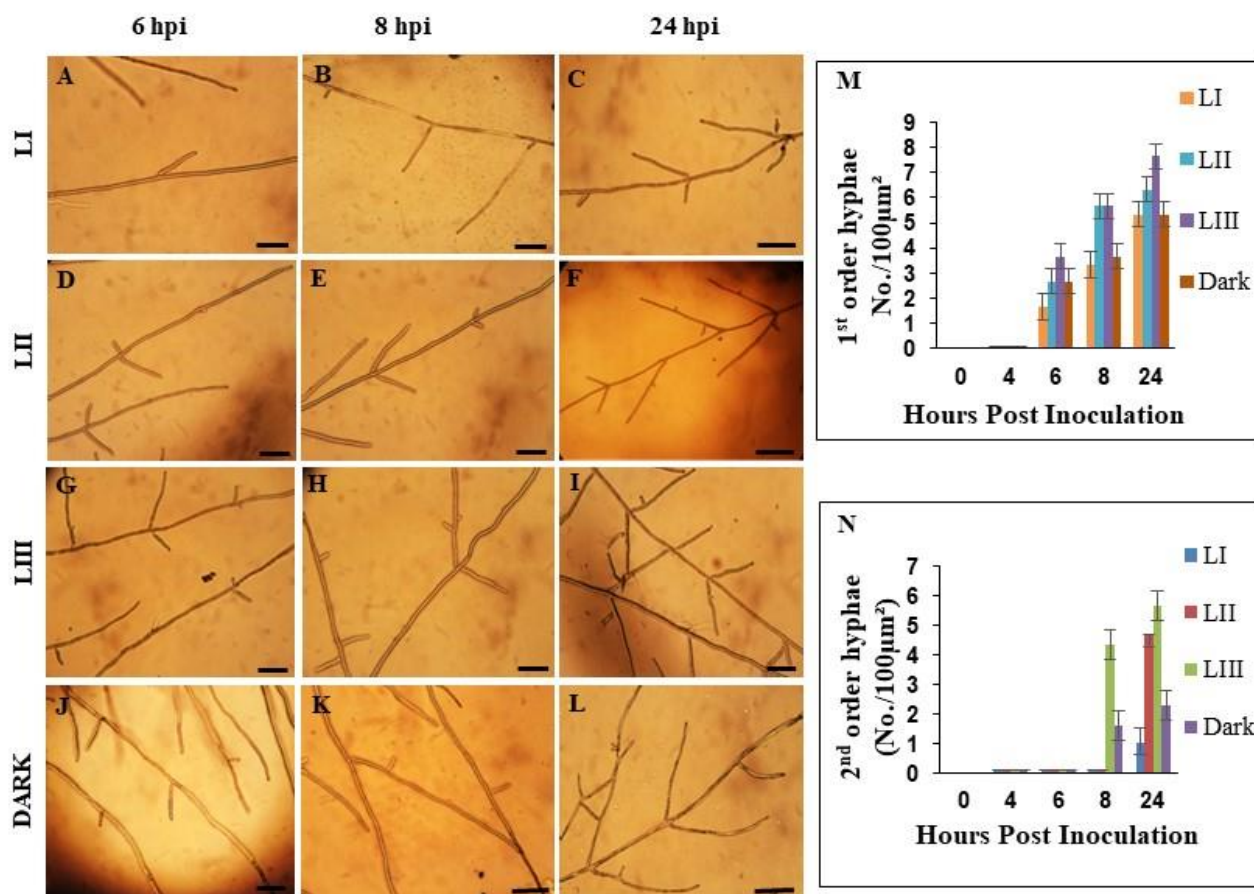 6 hpi
8 hpi
24 hpi
LI
A
B
C
LII
D
E
F
LIII
G
H
I
DARK
J
K
L
M
1st order hyphae
No./100µm²
9
8
7
6
5
4
3
2
1
0
0
4
6
8
24
Hours Post Inoculation
LI
LII
LIII
Dark
N
2nd order hyphae
(No./100µm²)
7
6
5
4
3
2
1
0
0
4
6
8
24
Hours Post Inoculation
LI
LII
LIII
Dark